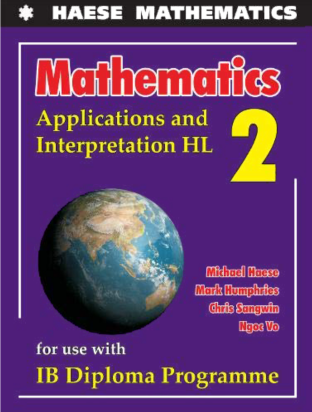 * HAESE MATHEMATICS
Mathematics
Applications and
Interpretation HL
2
Michael Haese
Mark Humphries
Chris Sangwin
Ngoc Vo
for use with
IB Diploma Programme